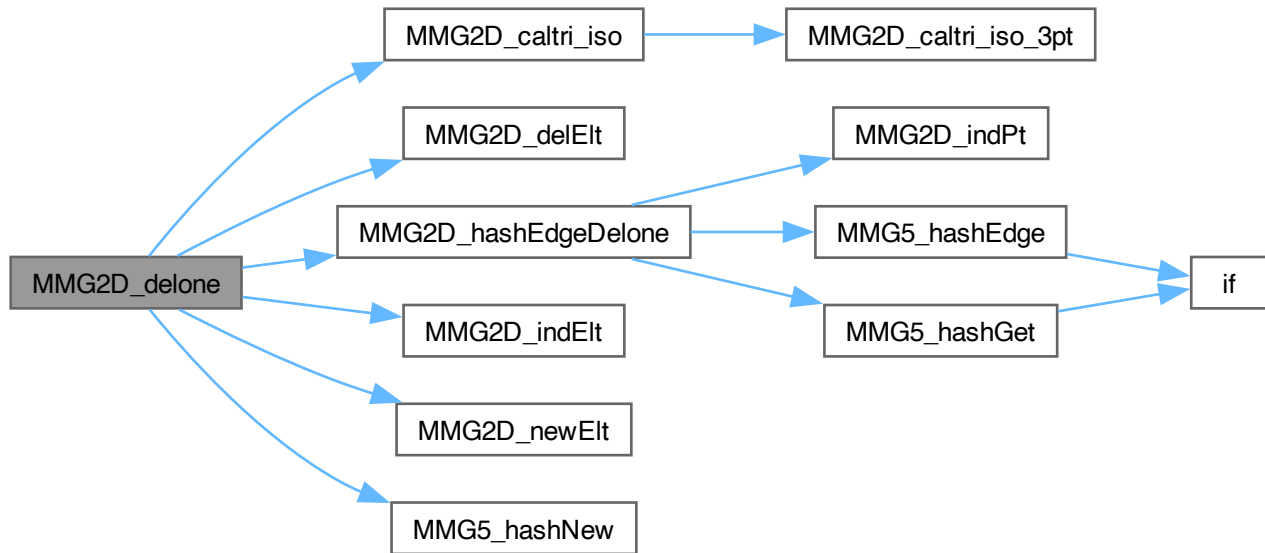 MMG2D_caltri_iso
MMG2D_caltri_iso_3pt
MMG2D_delElt
MMG2D_indPt
MMG2D_hashEdgeDelone
MMG5_hashEdge
MMG2D_delone
if
MMG2D_indElt
MMG5_hashGet
MMG2D_newElt
MMG5_hashNew